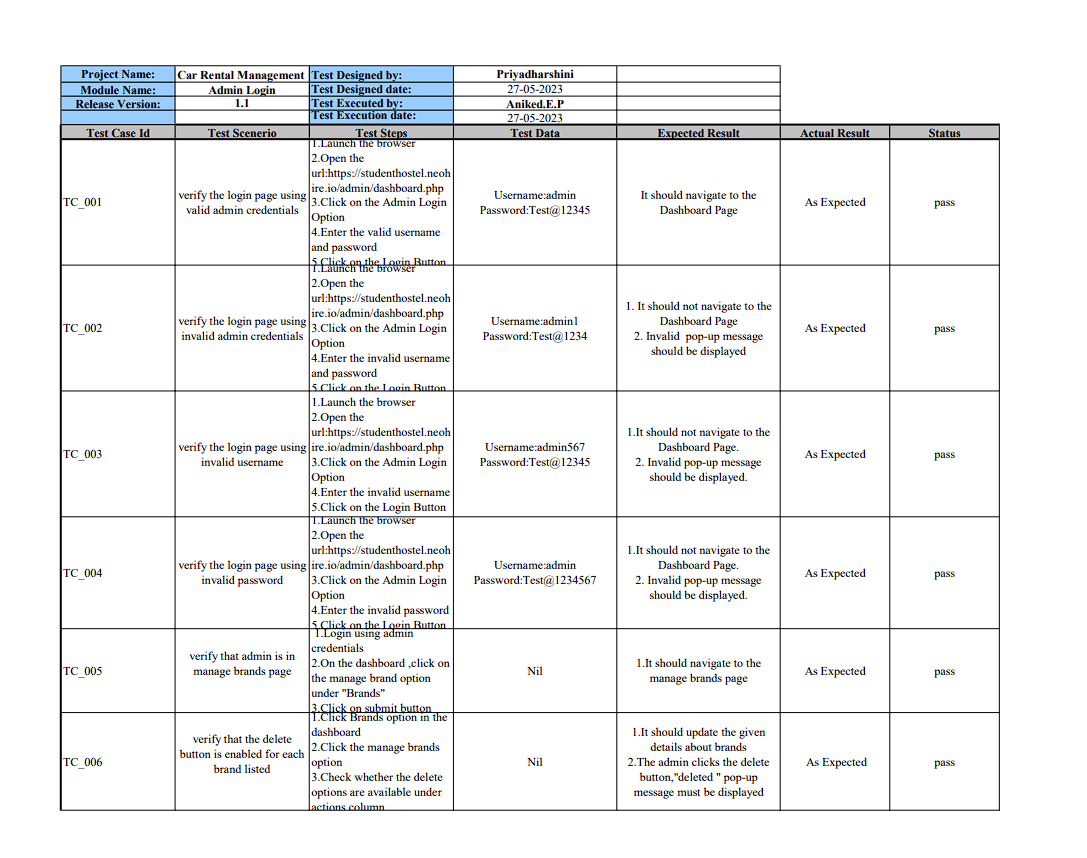 Project Name: Car Rental Management Test Designed by: Priyadharshini
Module Name: Admin Login Test Designed date: 27-05-2023
Release Version: 1.1 Test Executed by: Aniked.E.P
Test Execution date: 27-05-2023
Test Case Id Test Scenerio Test Steps Test Data Expected Result Actual Result Status
TC_001
verify the login page using
valid admin credentials
1.Launch the browser
2.Open the
url:https://studenthostel.neoh
ire.io/admin/dashboard.php
3.Click on the Admin Login
Option
4.Enter the valid username
and password
5.Click on the Login Button
Username:admin
Password:Test@12345
It should navigate to the
Dashboard Page
As Expected
pass
TC_002
verify the login page using
invalid admin credentials
1.Launch the browser
2.Open the
url:https://studenthostel.neoh
ire.io/admin/dashboard.php
3.Click on the Admin Login
Option
4.Enter the invalid username
and password
5.Click on the Login Button
Username:admin1
Password:Test@1234
1. It should not navigate to the
Dashboard Page
2. Invalid pop-up message
should be displayed
As Expected
pass
TC_003
verify the login page using
invalid username
1.Launch the browser
2.Open the
url:https://studenthostel.neoh
ire.io/admin/dashboard.php
3.Click on the Admin Login
Option
4.Enter the invalid username
5.Click on the Login Button
Username:admin567
Password:Test@12345
1.It should not navigate to the
Dashboard Page.
2. Invalid pop-up message
should be displayed.
As Expected
pass
TC_004
verify the login page using
invalid password
1.Launch the browser
2.Open the
url:https://studenthostel.neoh
ire.io/admin/dashboard.php
3.Click on the Admin Login
Option
4.Enter the invalid password
5.Click on the Login Button
Username:admin
Password:Test@1234567
1.It should not navigate to the
Dashboard Page.
2. Invalid pop-up message
should be displayed.
As Expected
pass
TC_005
verify that admin is in
manage brands page
1.Login using admin
credentials
2.On the dashboard ,click on
the manage brand option
under "Brands"
3.Click on submit button
Nil
1.It should navigate to the
manage brands page
As Expected
pass
TC_006
verify that the delete
button is enabled for each
brand listed
1.Click Brands option in the
dashboard
2.Click the manage brands
option
3.Check whether the delete
options are available under
actions column
Nil
1.It should update the given
details about brands
2.The admin clicks the delete
button,"deleted " pop-up
message must be displayed
As Expected
pass